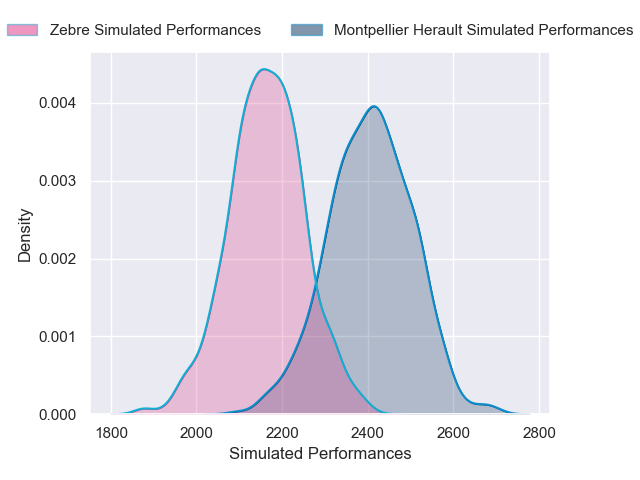 Zebre Simulated Performances
Montpellier Herault Simulated Performances
0.004
0.003
0.002
0.001
0.000
Density
1800 2000 2200 2400 2600 2800
Simulated Performances